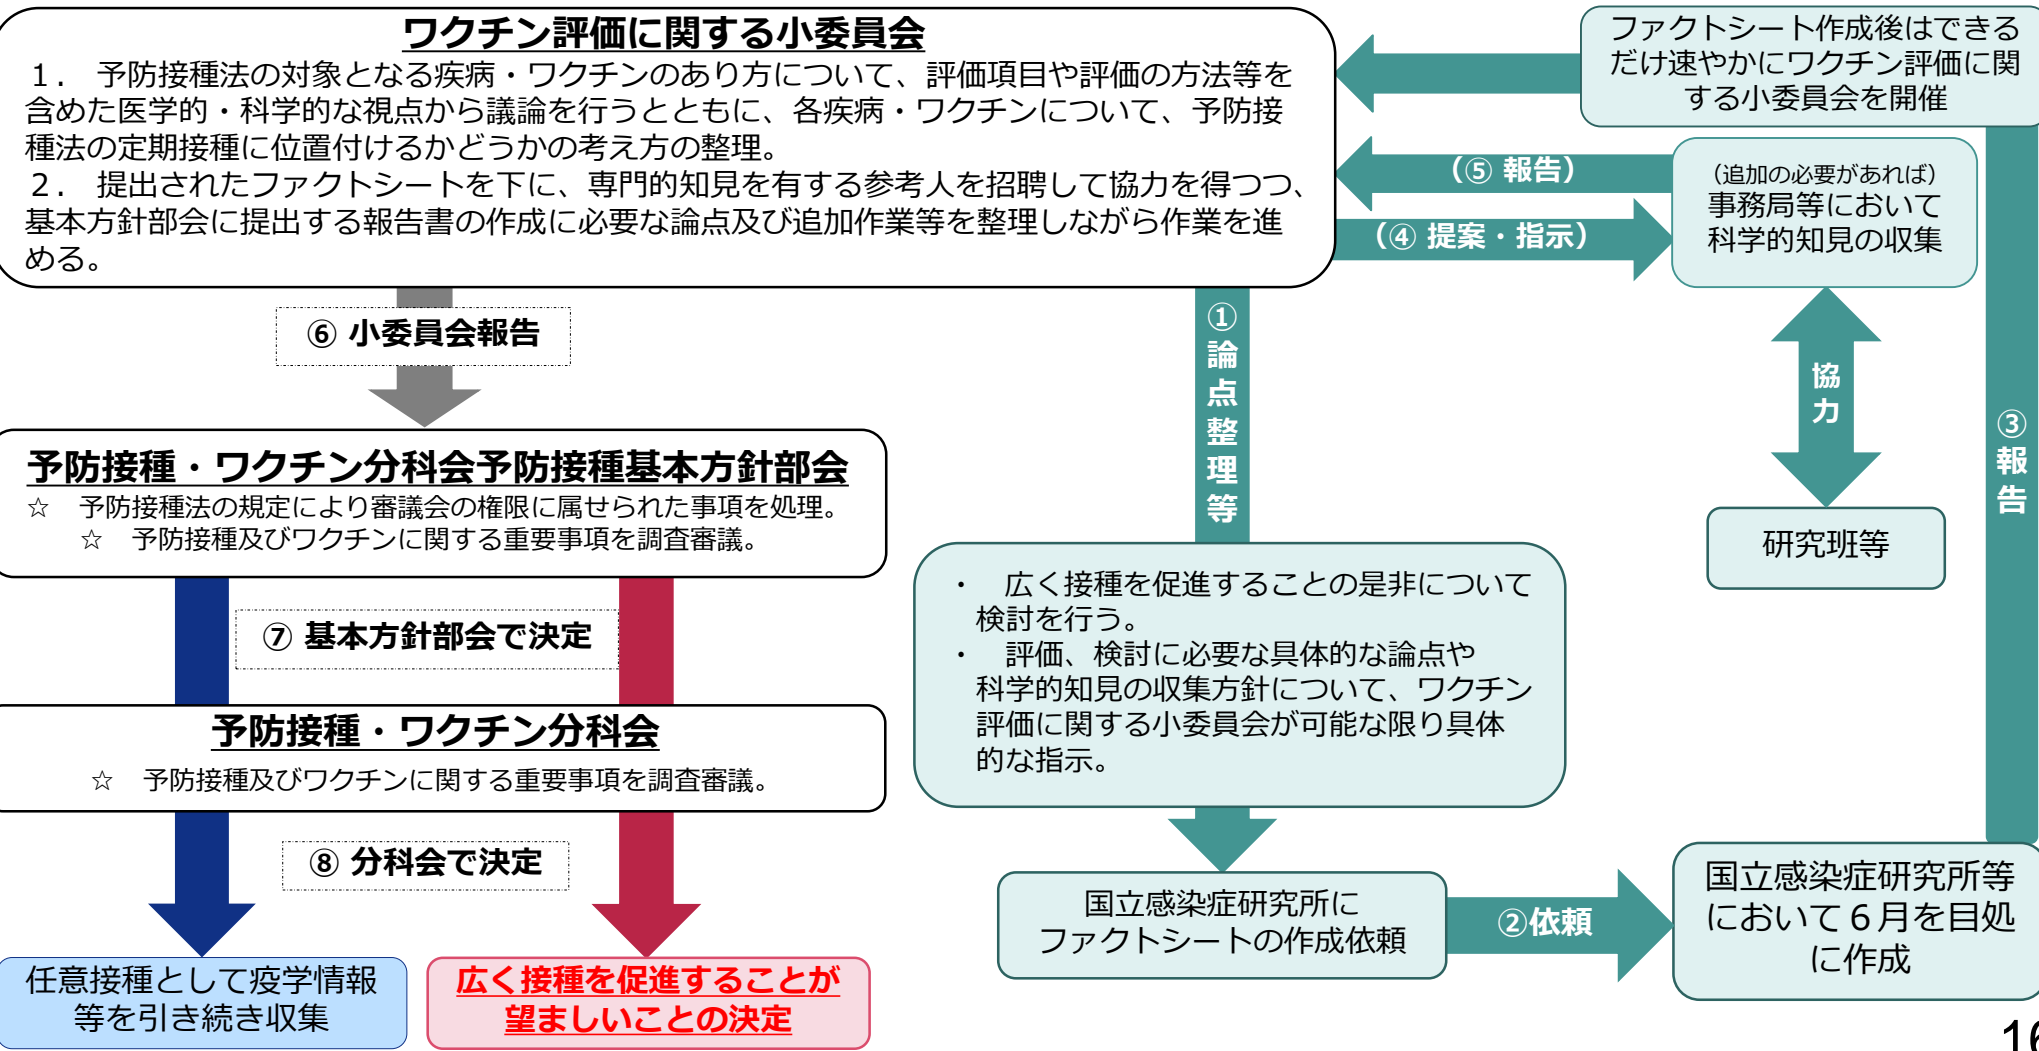 ワクチン評価に関する小委員会
１.　予防接種法の対象となる疾病・ワクチンのあり方について、評価項目や評価の方法等を
含めた医学的・科学的な視点から議論を行うとともに、各疾病・ワクチンについて、予防接
種法の定期接種に位置付けるかどうかの考え方の整理。
２.　提出されたファクトシートを下に、専門的知見を有する参考人を招聘して協力を得つつ、
基本方針部会に提出する報告書の作成に必要な論点及び追加作業等を整理しながら作業を進
める。
ファクトシート作成後はできる
だけ速やかにワクチン評価に関
する小委員会を開催
（⑤ 報告）
（④ 提案・指示）
（追加の必要があれば）
事務局等において
科学的知見の収集
協力
研究班等
③報告
①論点整理等
・　広く接種を促進することの是非について
検討を行う。
・　評価、検討に必要な具体的な論点や
科学的知見の収集方針について、ワクチン
評価に関する小委員会が可能な限り具体
的な指示。
国立感染症研究所に
ファクトシートの作成依頼
②依頼
国立感染症研究所等
において６月を目処
に作成
⑥ 小委員会報告
予防接種・ワクチン分科会予防接種基本方針部会
☆　予防接種法の規定により審議会の権限に属せられた事項を処理。
☆　予防接種及びワクチンに関する重要事項を調査審議。
⑦ 基本方針部会で決定
予防接種・ワクチン分科会
☆　予防接種及びワクチンに関する重要事項を調査審議。
⑧ 分科会で決定
任意接種として疫学情報
等を引き続き収集
広く接種を促進することが
望ましいことの決定
16